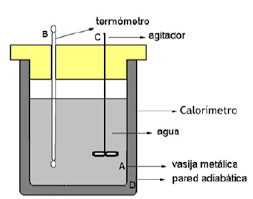 termómetro
B
C
agitador
Calorímetro
agua
A
vasija metálica
D
pared adiabática